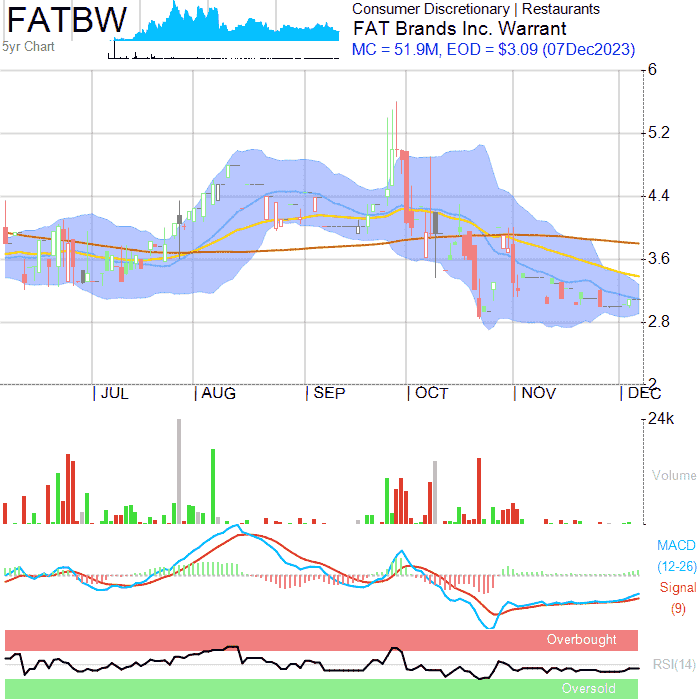 FATBW
5yr Chart
Consumer Discretionary | Restaurants
FAT Brands Inc. Warrant
MC = 51.9M, EOD = $3.09 (07Dec2023)
6
5.2
4.4
3.6
2.8
2
JUL AUG SEP OCT NOV DEC
24k
Volume
MACD
(12-26)
Signal
(9)
Overbought
RSI(14)
Oversold